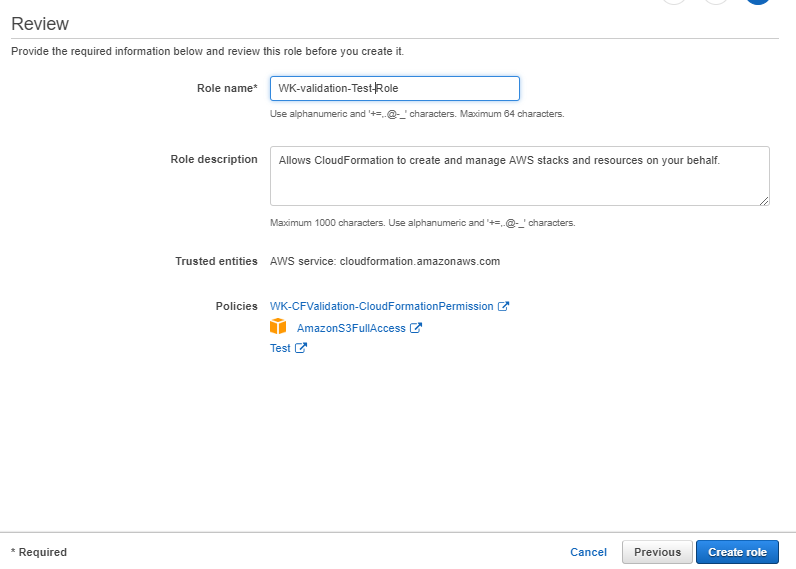 Review
Provide the required information below and review this role before you create it.
Role name* WK-validation-Test-Role
Use alphanumeric and '+=,.@-_' characters. Maximum 64 characters.
Role description Allows CloudFormation to create and manage AWS stacks and resources on your behalf.
Maximum 1000 characters. Use alphanumeric and '+=,.@-_' characters.
Trusted entities AWS service: cloudformation.amazonaws.com
Policies WK-CFValidation-CloudFormationPermission
AmazonS3FullAccess
Test
* Required Cancel Previous Create role